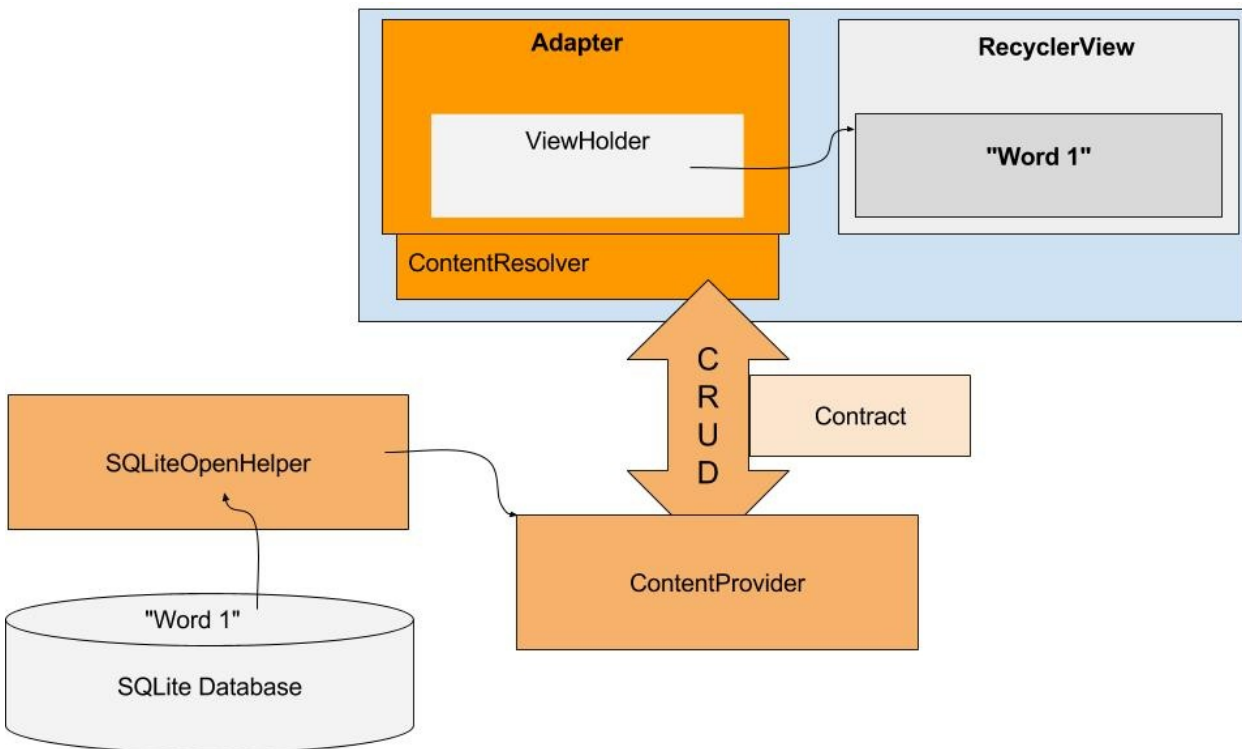 Adapter
RecyclerView
ViewHolder
"Word 1"
ContentResolver
C
R
U
D
Contract
SQLiteOpenHelper
ContentProvider
"Word 1"
SQLite Database